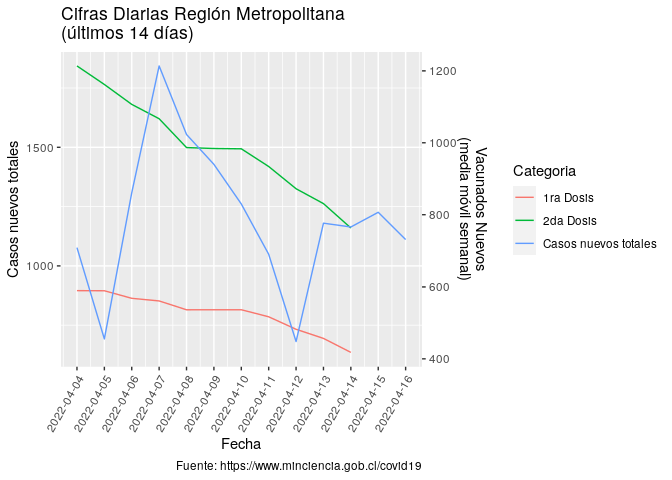 Cifras Diarias Región Metropolitana
(últimos 14 días)
Casos nuevos totales
1500
1000
1200
1000
800
600
400
Vacunados Nuevos
(media móvil semanal)
Categoria
1ra Dosis
2da Dosis
Casos nuevos totales
2022-04-04
2022-04-05
2022-04-06
2022-04-07
2022-04-08
2022-04-09
2022-04-10
2022-04-11
2022-04-12
2022-04-13
2022-04-14
2022-04-15
2022-04-16
Fecha
Fuente: https://www.minciencia.gob.cl/covid19